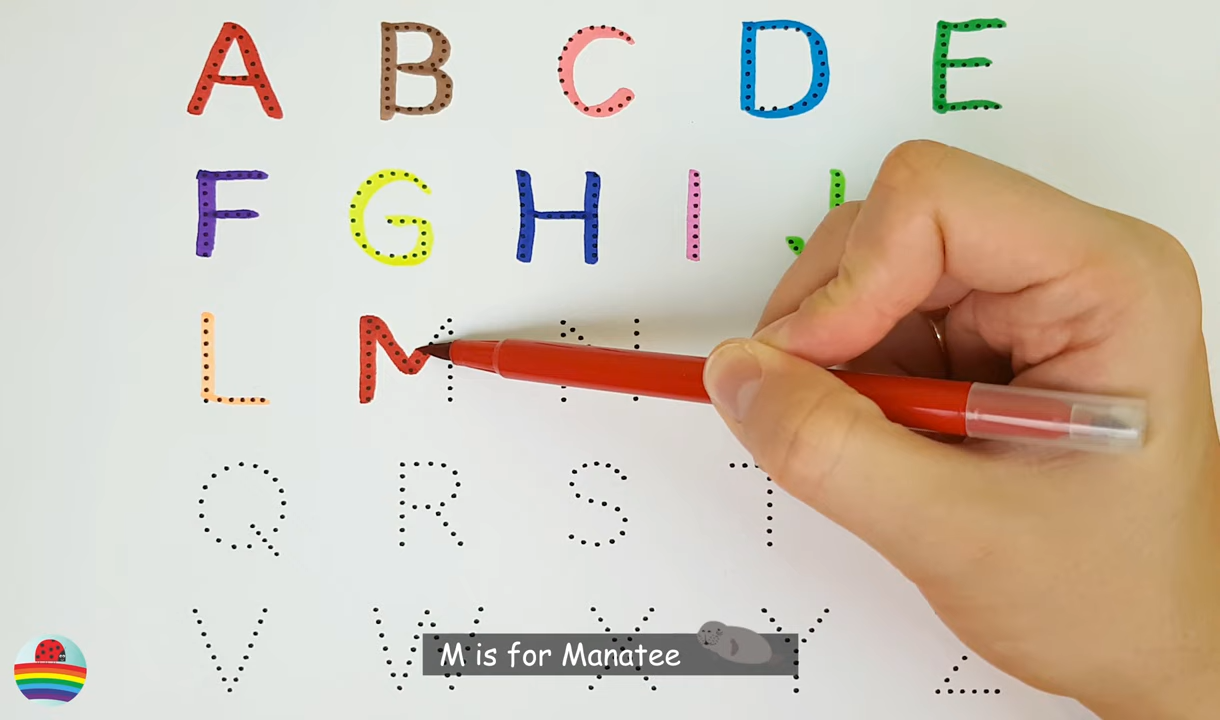 A B C D E
F G H I J
L M N
Q R S T
V W X Y Z
M is for Manatee